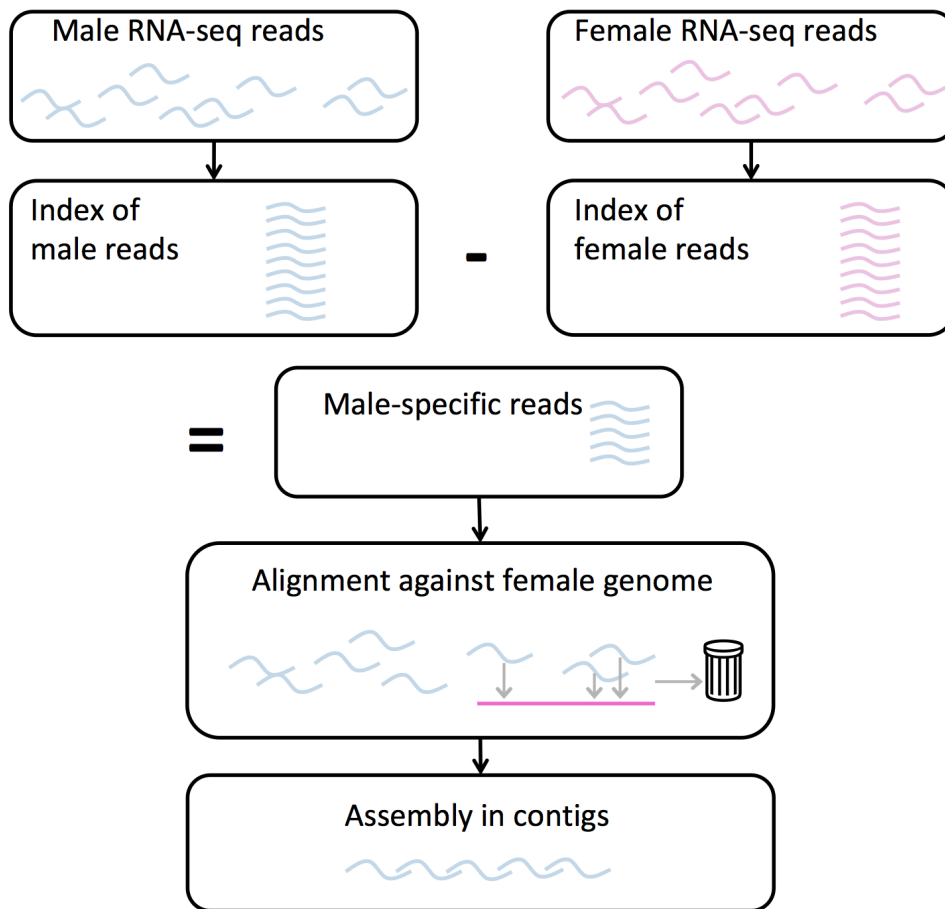 Male RNA-seq reads
Female RNA-seq reads
Index of
male reads
-
Index of
female reads
=
Male-specific reads
Alignment against female genome
Assembly in contigs